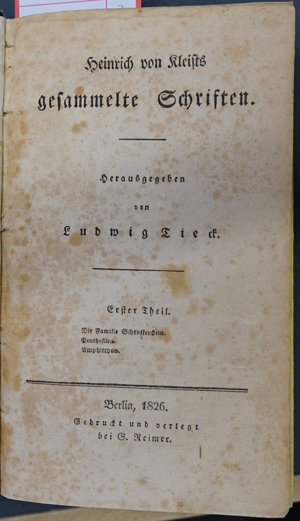 Heinrich von Kleists
gesammelte Schriften.
Herausgegeben
von
Ludwig Tieck.
Erster Theil.
Die Familie Schroffenstein.
Penthesilea.
Amphitryon.
Berlin, 1826.
Gedruckt und verlegt
bei G. Reimer.